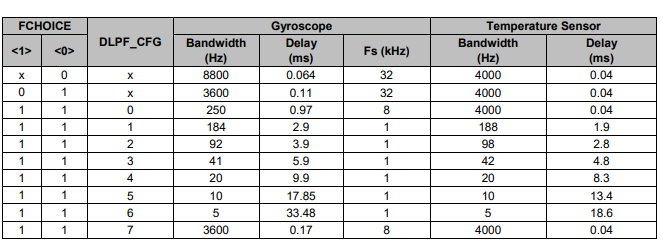 FCHOICE DLPF_CFG Gyroscope Temperature Sensor
<1> <0> Bandwidth (Hz) Delay (ms) Fs (kHz) Bandwidth (Hz) Delay (ms)
x 0 x 8800 0.064 32 4000 0.04
0 1 x 3600 0.11 32 4000 0.04
1 1 0 250 0.97 8 4000 0.04
1 1 1 184 2.9 1 188 1.9
1 1 2 92 3.9 1 98 2.8
1 1 3 41 5.9 1 42 4.8
1 1 4 20 9.9 1 20 8.3
1 1 5 10 17.85 1 10 13.4
1 1 6 5 33.48 1 5 18.6
1 1 7 3600 0.17 8 4000 0.04